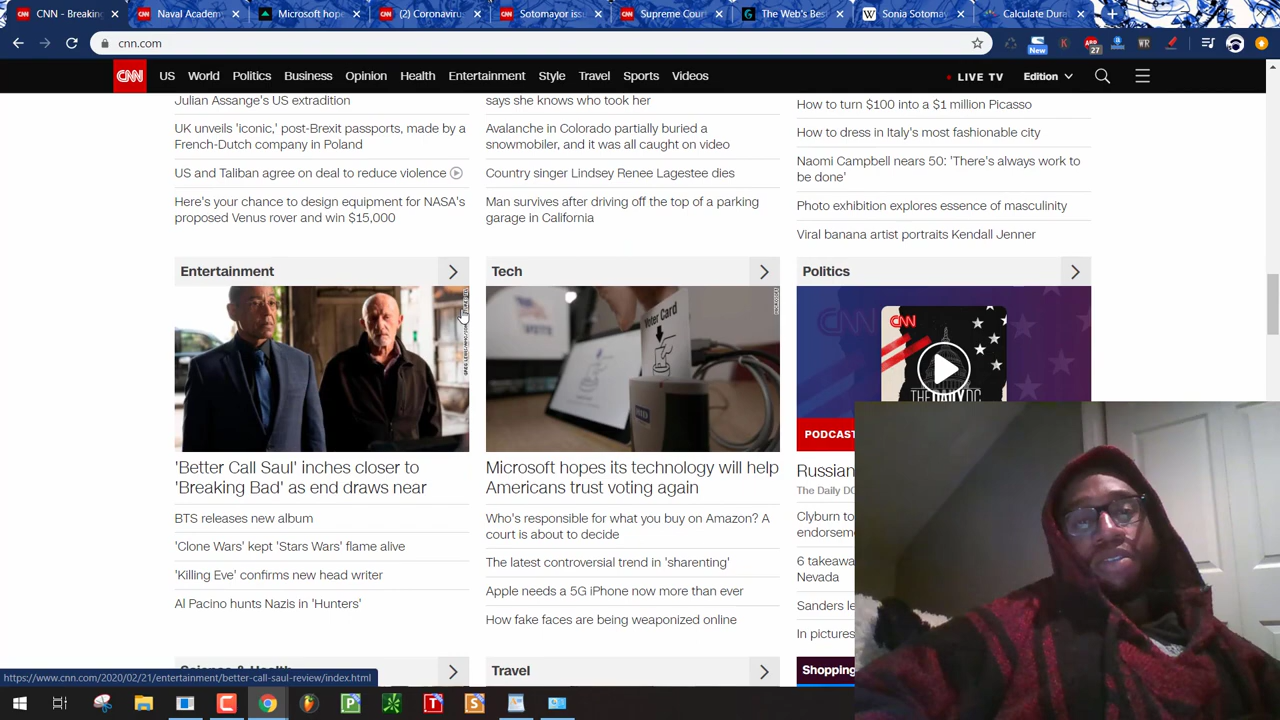 CNN - Breaking
Naval Academy
Microsoft hope
(2) Coronaviru
Sotomayor iss
Supreme Cour
The Web's Bes
Sonia Sotomay
Calculate Dura
cnn.com
New
27
WR
CNN US World Politics Business Opinion Health Entertainment Style Travel Sports Videos LIVE TV Edition
Julian Assange's US extradition
UK unveils 'iconic,' post-Brexit passports, made by a
French-Dutch company in Poland
US and Taliban agree on deal to reduce violence
Here's your chance to design equipment for NASA's
proposed Venus rover and win $15,000
says she knows who took her
Avalanche in Colorado partially buried a
snowmobiler, and it was all caught on video
Country singer Lindsey Renee Lagestee dies
Man survives after driving off the top of a parking
garage in California
How to turn $100 into a $1 million Picasso
How to dress in Italy's most fashionable city
Naomi Campbell nears 50: 'There's always work to
be done'
Photo exhibition explores essence of masculinity
Viral banana artist portraits Kendall Jenner
Entertainment
'Better Call Saul' inches closer to
'Breaking Bad' as end draws near
BTS releases new album
'Clone Wars' kept 'Stars Wars' flame alive
'Killing Eve' confirms new head writer
Al Pacino hunts Nazis in 'Hunters'
Tech
MICROSOFT
Voter Card
Microsoft hopes its technology will help
Americans trust voting again
Who's responsible for what you buy on Amazon? A
court is about to decide
The latest controversial trend in 'sharenting'
Apple needs a 5G iPhone now more than ever
How fake faces are being weaponized online
Politics
CNN
THE DAILY DC
PODCAST
Russian
The Daily DC
Clyburn to
endorsem
6 takeawa
Nevada
Sanders le
In pictures
Science & Health
Travel
Shopping
https://www.cnn.com/2020/02/21/entertainment/better-call-saul-review/index.html